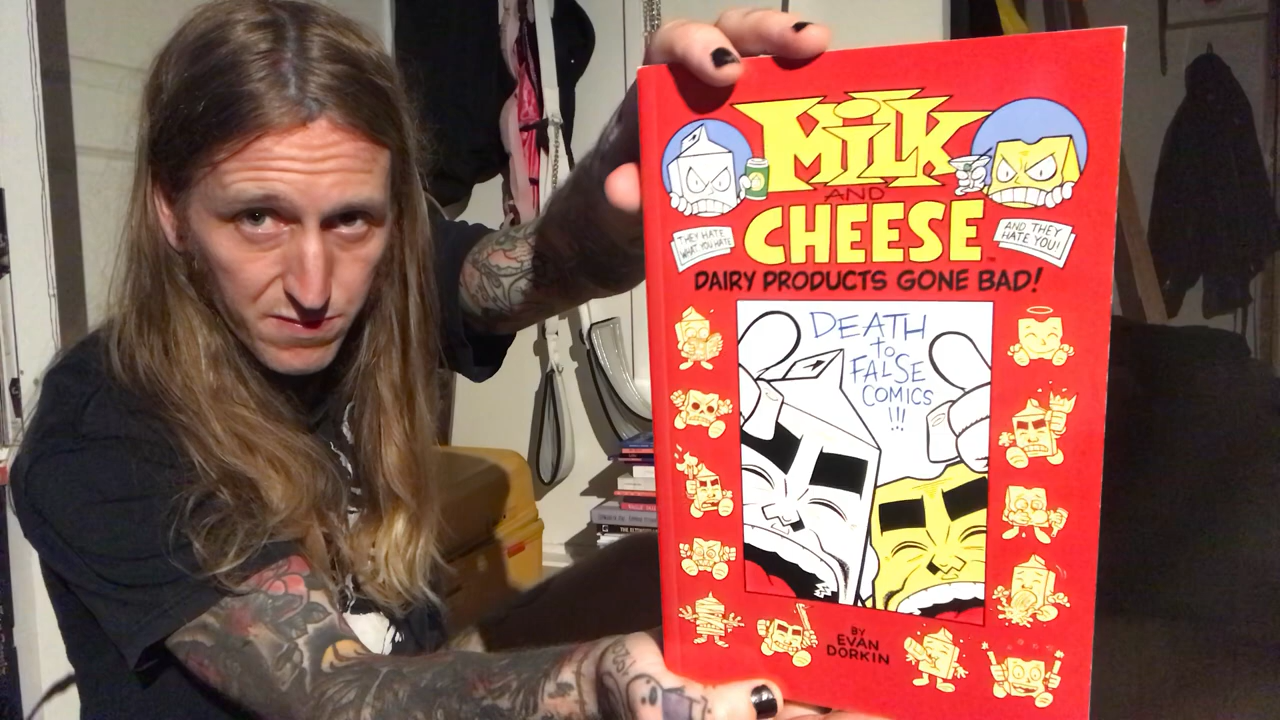 MiLK
AND
CHEESE
THEY HATE
WHAT YOU HATE
AND THEY
HATE YOU!
DAIRY PRODUCTS GONE BAD!
DEATH
to
FALSE
COMICS
!!!
BY
EVAN
DORKIN